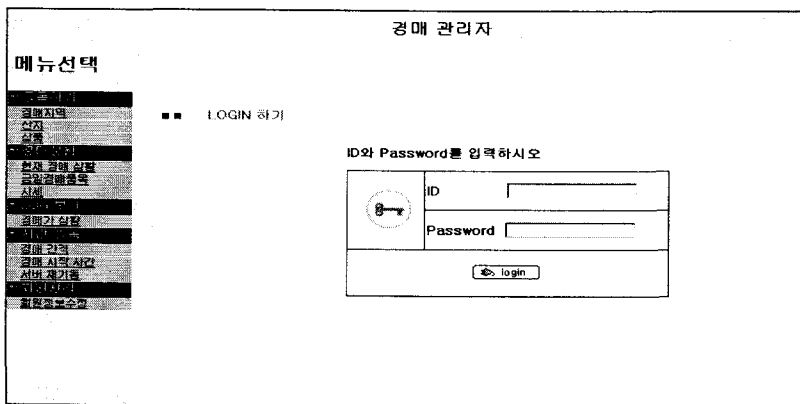 경매 관리자
메뉴선택
경매지역
산지
상품
현재 경매 상황
금일경매품목
시세
경매가 상황
경매 간격
경매 시작 시간
서버 재기동
회원정보수정
LOGIN 하기
ID와 Password를 입력하시오
ID
Password
login